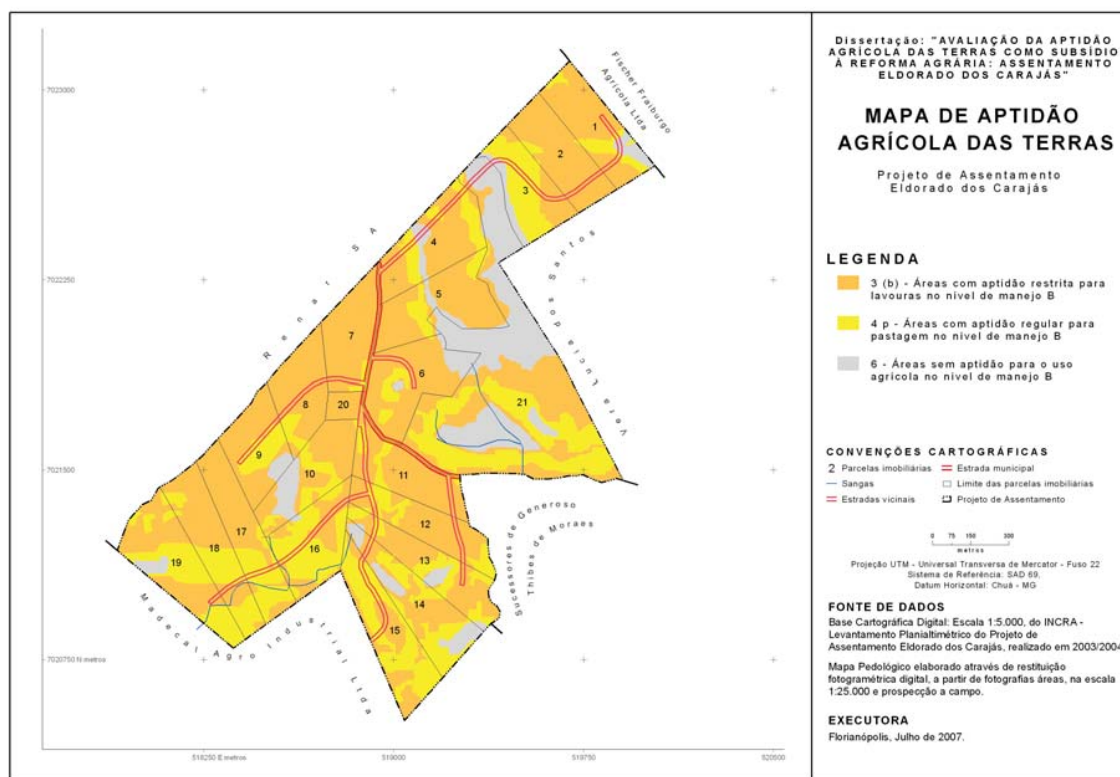 Dissertação: "AVALIAÇÃO DA APTIDÃO
AGRÍCOLA DAS TERRAS COMO SUBSÍDIO
À REFORMA AGRÁRIA: ASSENTAMENTO
ELDORADO DOS CARAJÁS"
MAPA DE APTIDÃO
AGRÍCOLA DAS TERRAS
Projeto de Assentamento
Eldorado dos Carajás
LEGENDA
3 (b) - Áreas com aptidão restrita para
lavouras no nível de manejo B
4 p - Áreas com aptidão regular para
pastagem no nível de manejo B
6 - Áreas sem aptidão para o uso
agrícola no nível de manejo B
CONVENÇÕES CARTOGRÁFICAS
2 Parcelas imobiliárias
Estrada municipal
Sangas
Limite das parcelas imobiliárias
Estradas vicinais
Projeto de Assentamento
0 75 150 300
metros
Projeção UTM - Universal Transversa de Mercator - Fuso 22
Sistema de Referência: SAD 69.
Datum Horizontal: Chuá - MG
FONTE DE DADOS
Base Cartográfica Digital: Escala 1:5.000, do INCRA -
Levantamento Planialtimétrico do Projeto de
Assentamento Eldorado dos Carajás, realizado em 2003/2004
Mapa Pedológico elaborado através de restituição
fotogramétrica digital, a partir de fotografias áreas, na escala
1:25.000 e prospecção a campo.
EXECUTORA
Florianópolis, Julho de 2007.
7023000
7022250
7021500
7020750 N metros
518250 E metros
519000
519750
520500
Fischer Fraiburgo
Agrícola Ltda
Renar SA
Vera Lucia dos Santos
Sucessores de Generoso
Thibes de Moraes
Madecal Agro Industrial Ltda
1
2
3
4
5
6
7
8
9
10
11
12
13
14
15
16
17
18
19
20
21